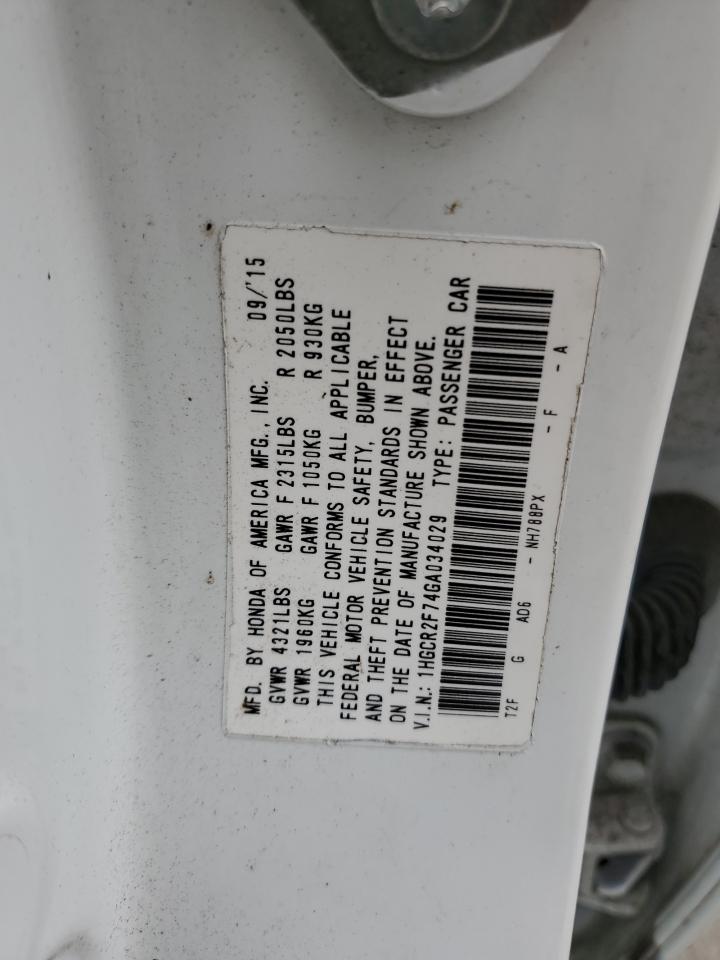 MFD. BY HONDA OF AMERICA MFG., INC. 09/'15
GVWR 4321LBS GAWR F 2315LBS R 2050LBS
GVWR 1960KG GAWR F 1050KG R 930KG
THIS VEHICLE CONFORMS TO ALL APPLICABLE
FEDERAL MOTOR VEHICLE SAFETY, BUMPER,
AND THEFT PREVENTION STANDARDS IN EFFECT
ON THE DATE OF MANUFACTURE SHOWN ABOVE.
V.I.N.: 1HGCR2F74GA034029 TYPE: PASSENGER CAR
T2F G AD6 - NH788PX - F - A